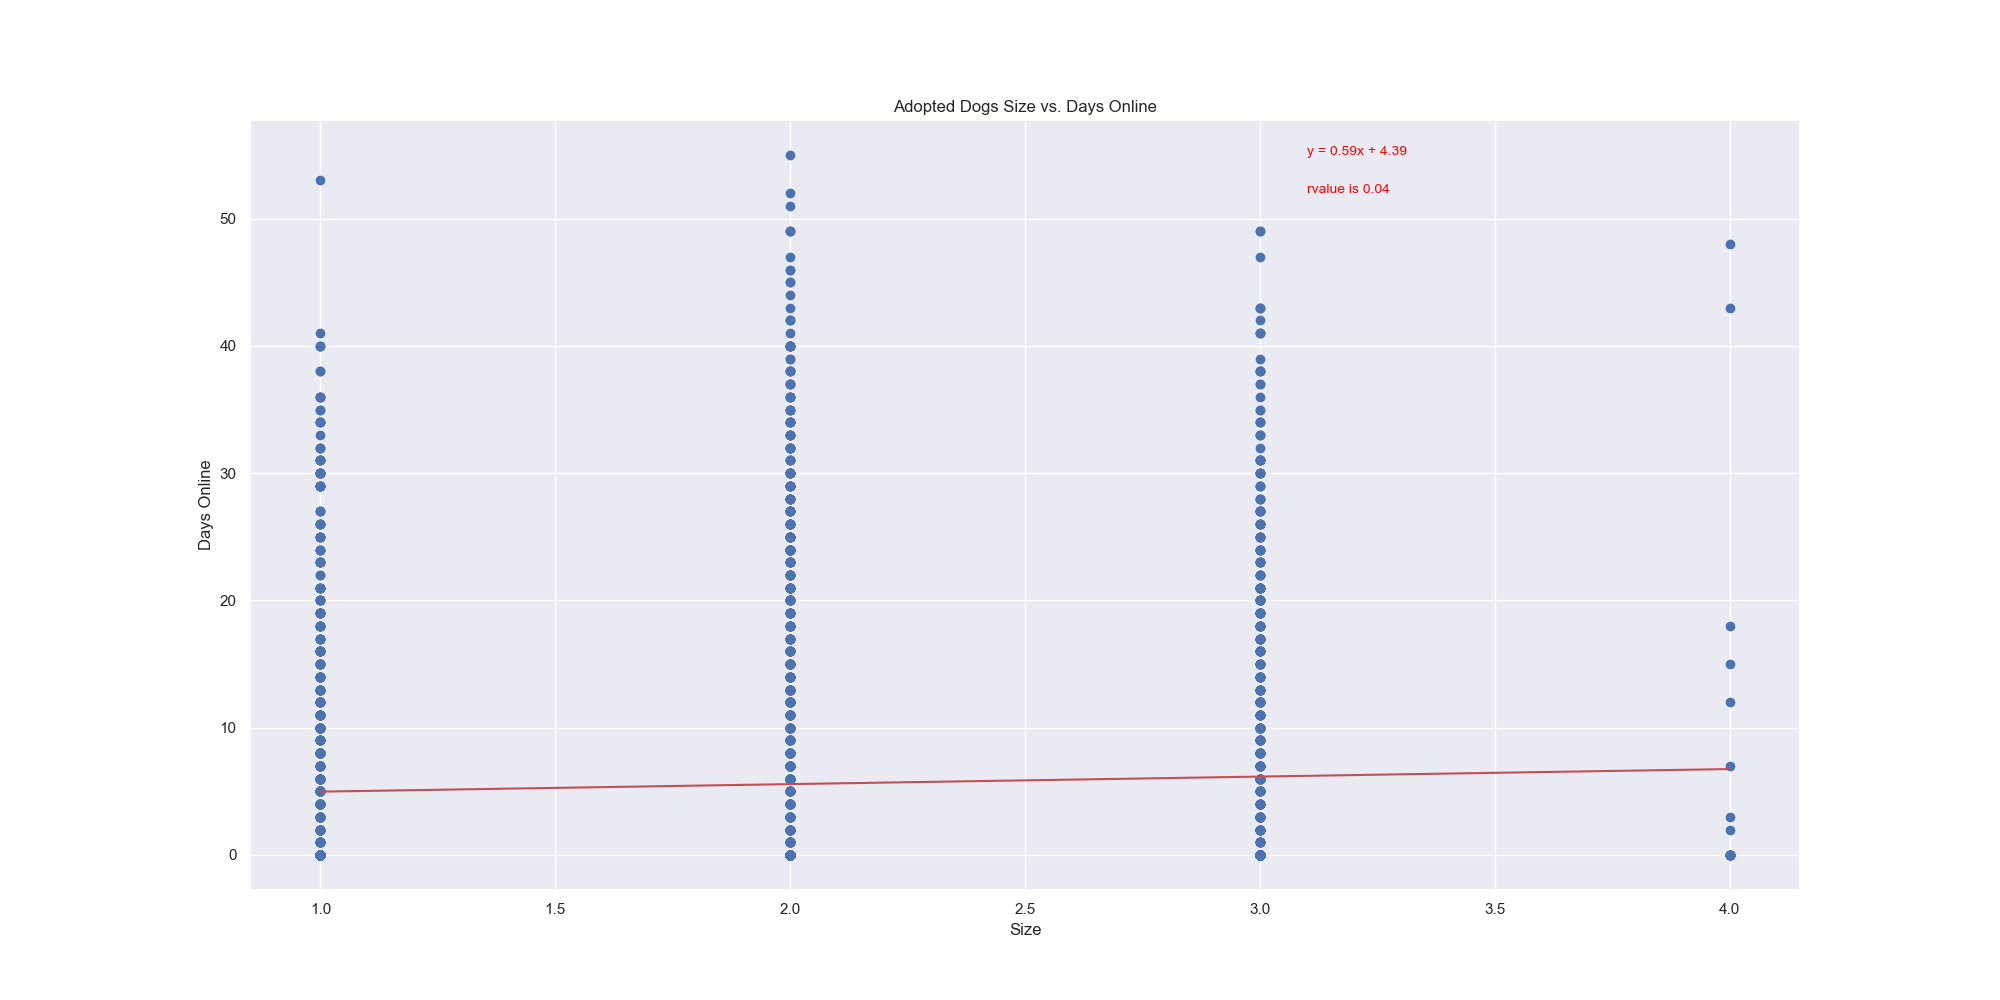 Adopted Dogs Size vs. Days Online
y = 0.59x + 4.39
rvalue is 0.04
Days Online
50
40
30
20
10
0
1.0 1.5 2.0 2.5 3.0 3.5 4.0
Size